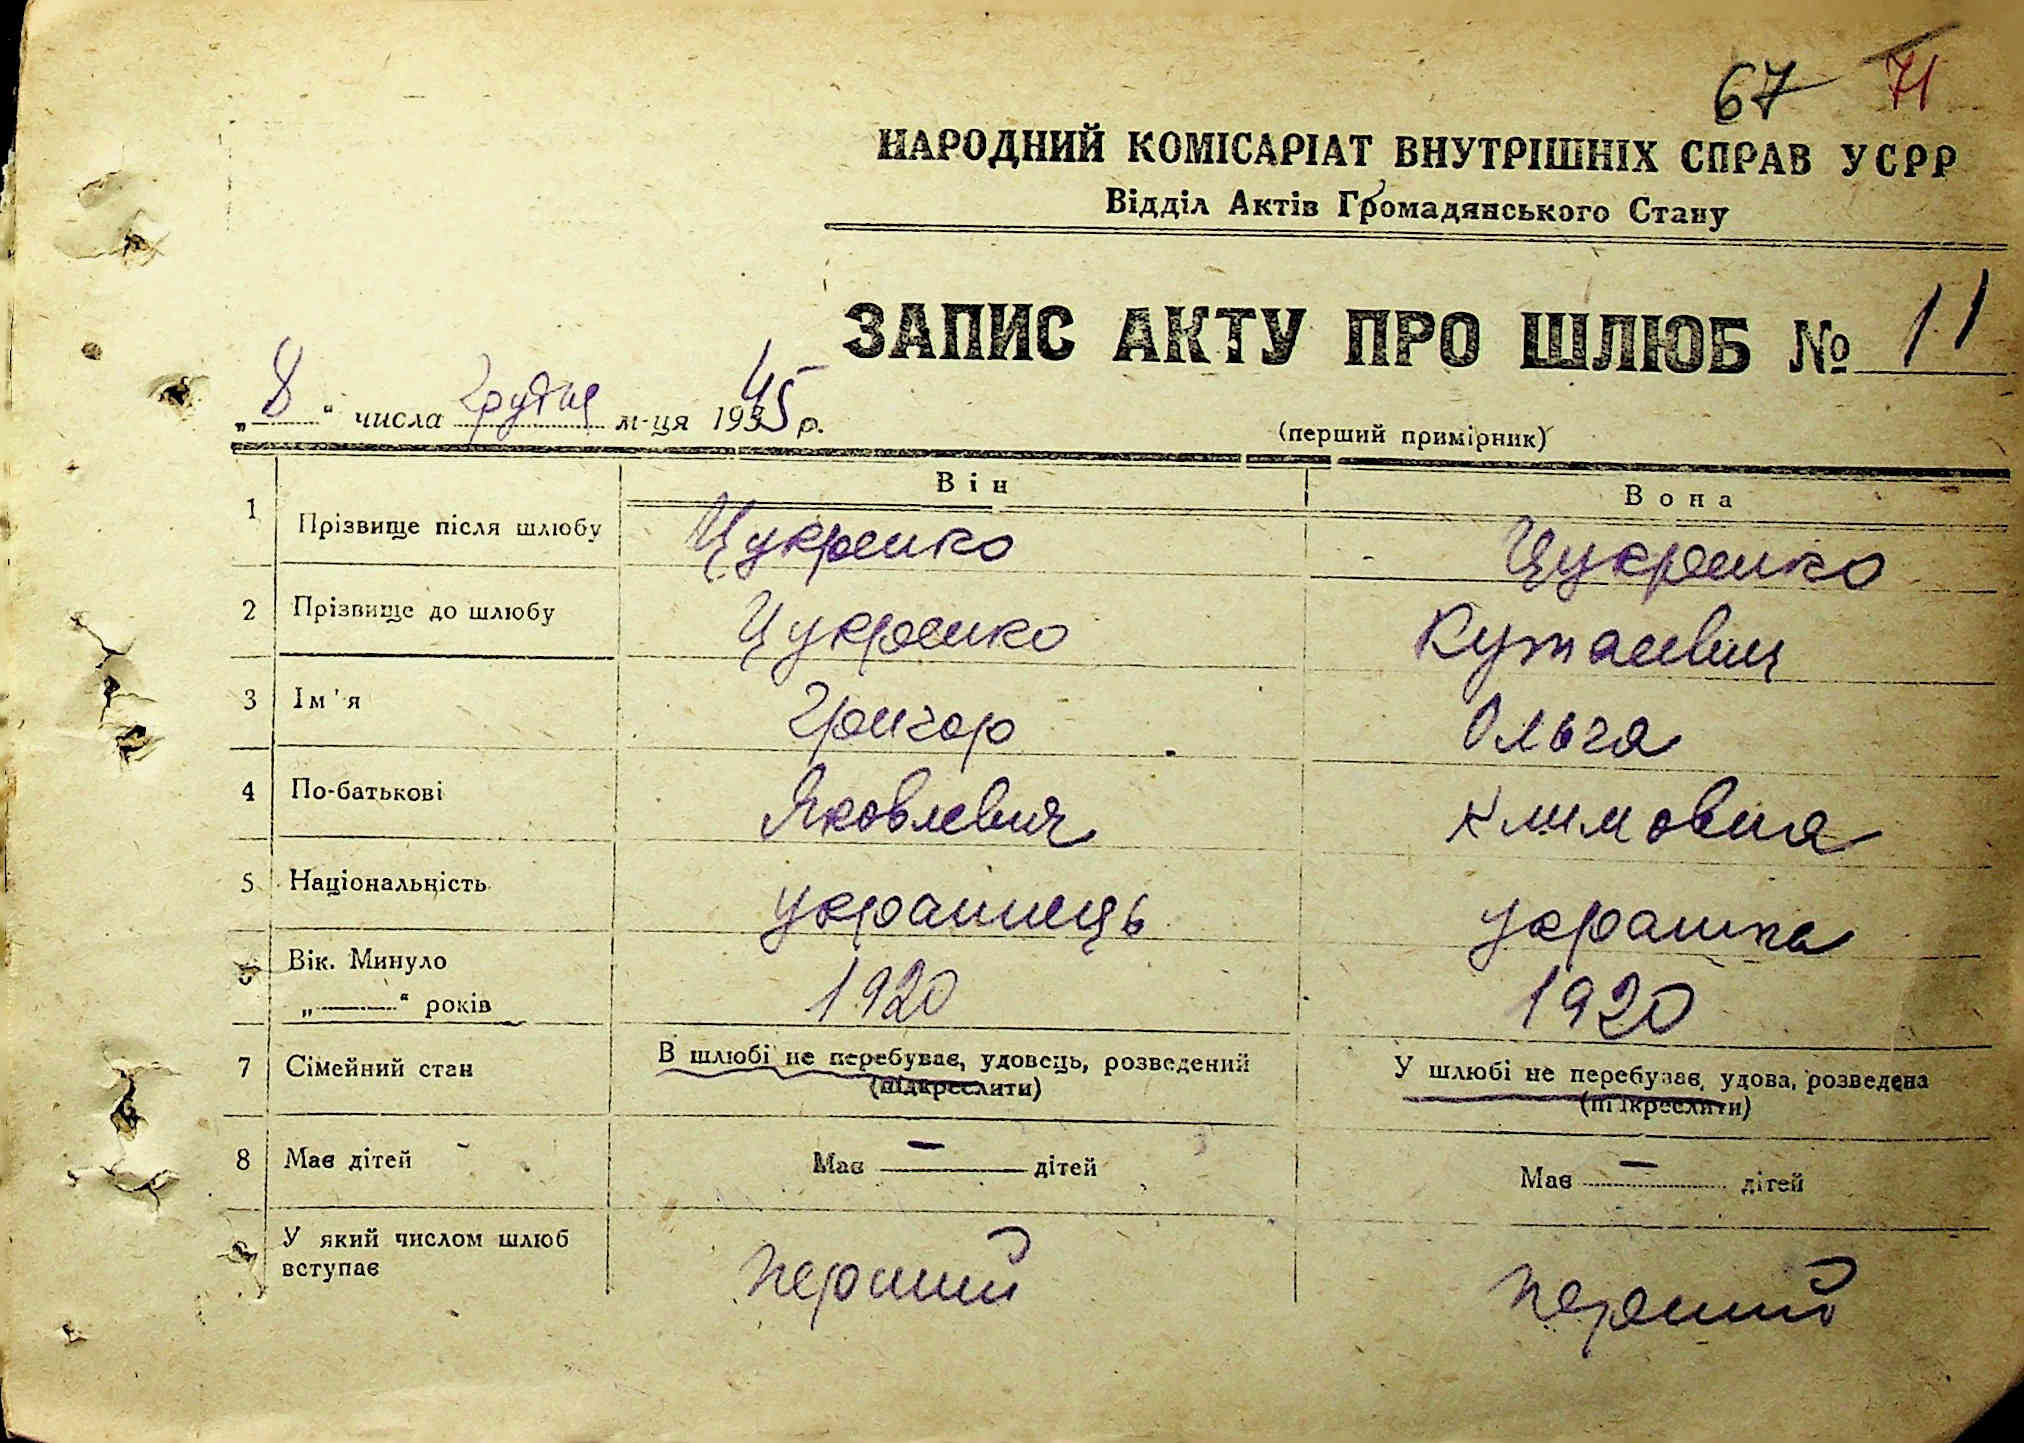 67 71
НАРОДНИЙ КОМІСАРІАТ ВНУТРІШНІХ СПРАВ УСРР
Відділ Актів Громадянського Стану
ЗАПИС АКТУ ПРО ШЛЮБ № 11
„8“ числа грудня м-ця 1945 р.
(перший примірник)
Він Вона
1 Прізвище після шлюбу Цукренко Цукренко
2 Прізвище до шлюбу Цукренко
3 Ім'я Григор Ольга
4 По-батькові Яковлевич Климовна
5 Національність українець українка
6 Вік. Минуло
„ “ років 1920 1920
7 Сімейний стан В шлюбі не перебуває, удовець, розведений У шлюбі не перебуває, удова, розведена
(підкреслити) (підкреслити)
8 Має дітей Має — дітей Має — дітей
9 У який числом шлюб
вступає перший перший